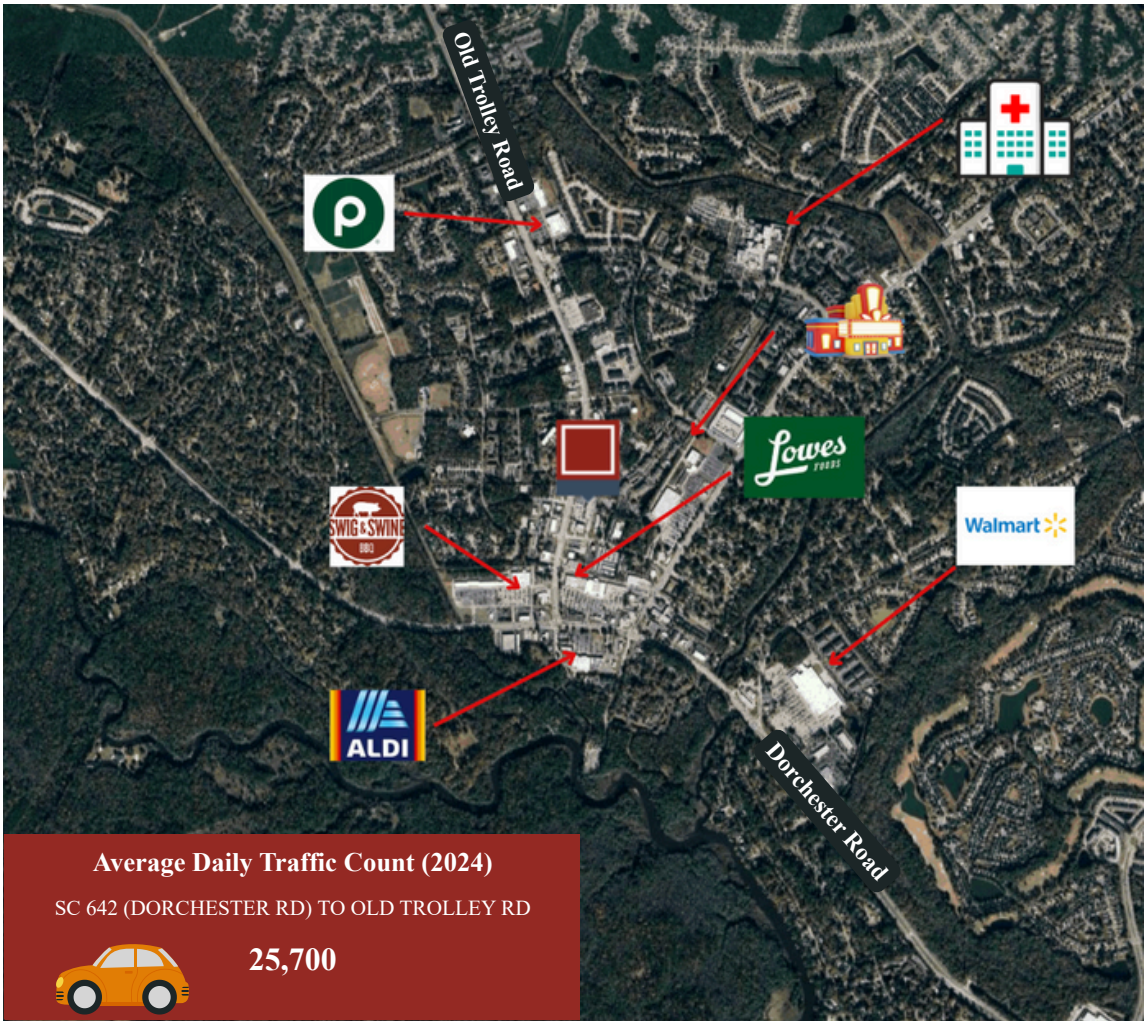 Old Trolley Road
Lowes
FOODS
SWIG & SWINE
BBQ
Walmart
ALDI
Dorchester Road
Average Daily Traffic Count (2024)
SC 642 (DORCHESTER RD) TO OLD TROLLEY RD
25,700